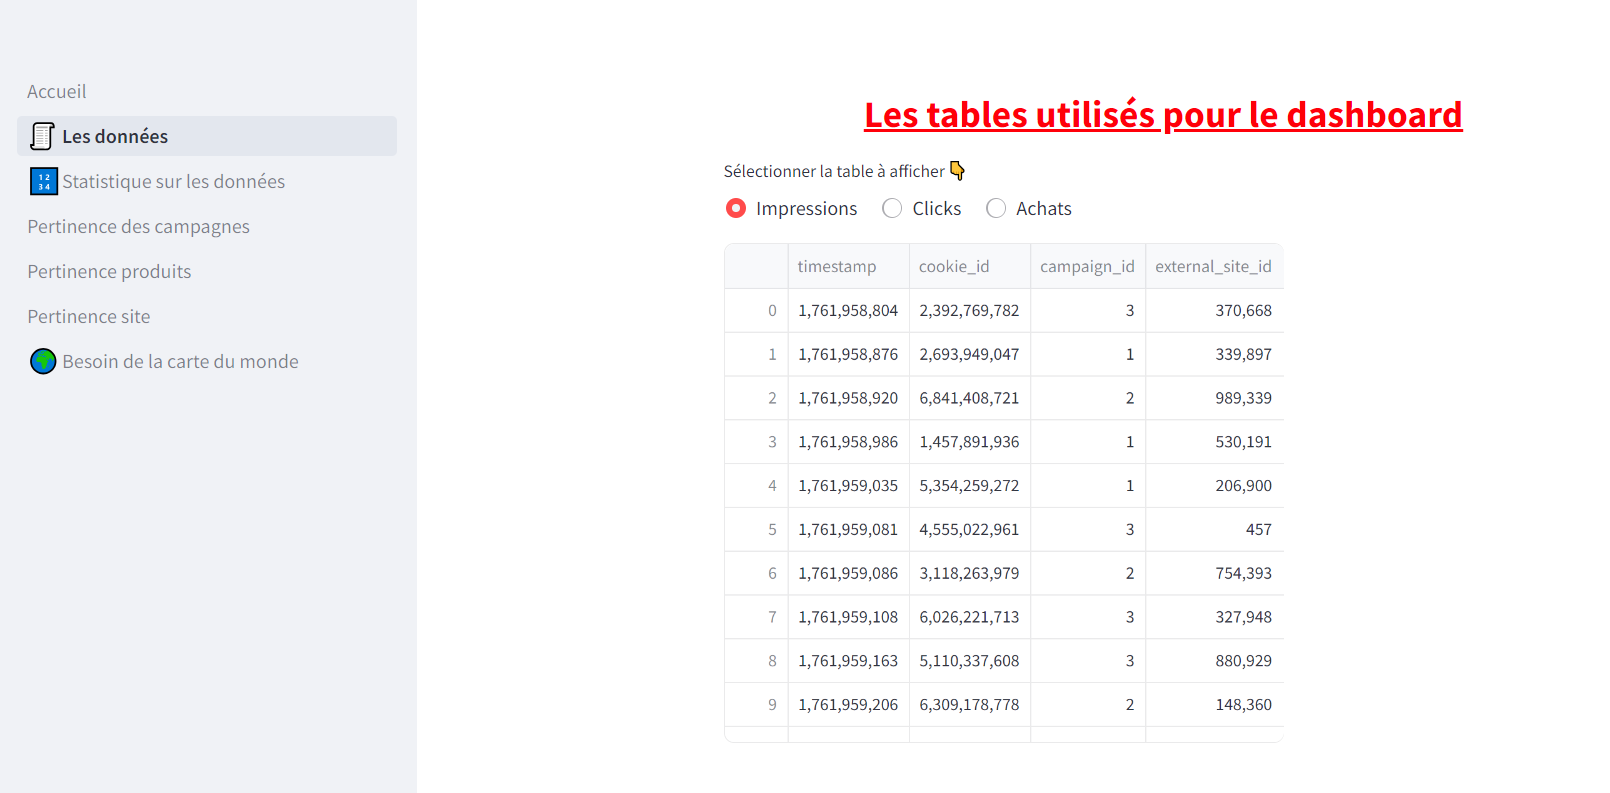 Accueil
Les données
Statistique sur les données
Pertinence des campagnes
Pertinence produits
Pertinence site
Besoin de la carte du monde
Les tables utilisés pour le dashboard
Sélectionner la table à afficher
Impressions Clicks Achats
timestamp cookie_id campaign_id external_site_id
0 1,761,958,804 2,392,769,782 3 370,668
1 1,761,958,876 2,693,949,047 1 339,897
2 1,761,958,920 6,841,408,721 2 989,339
3 1,761,958,986 1,457,891,936 1 530,191
4 1,761,959,035 5,354,259,272 1 206,900
5 1,761,959,081 4,555,022,961 3 457
6 1,761,959,086 3,118,263,979 2 754,393
7 1,761,959,108 6,026,221,713 3 327,948
8 1,761,959,163 5,110,337,608 3 880,929
9 1,761,959,206 6,309,178,778 2 148,360